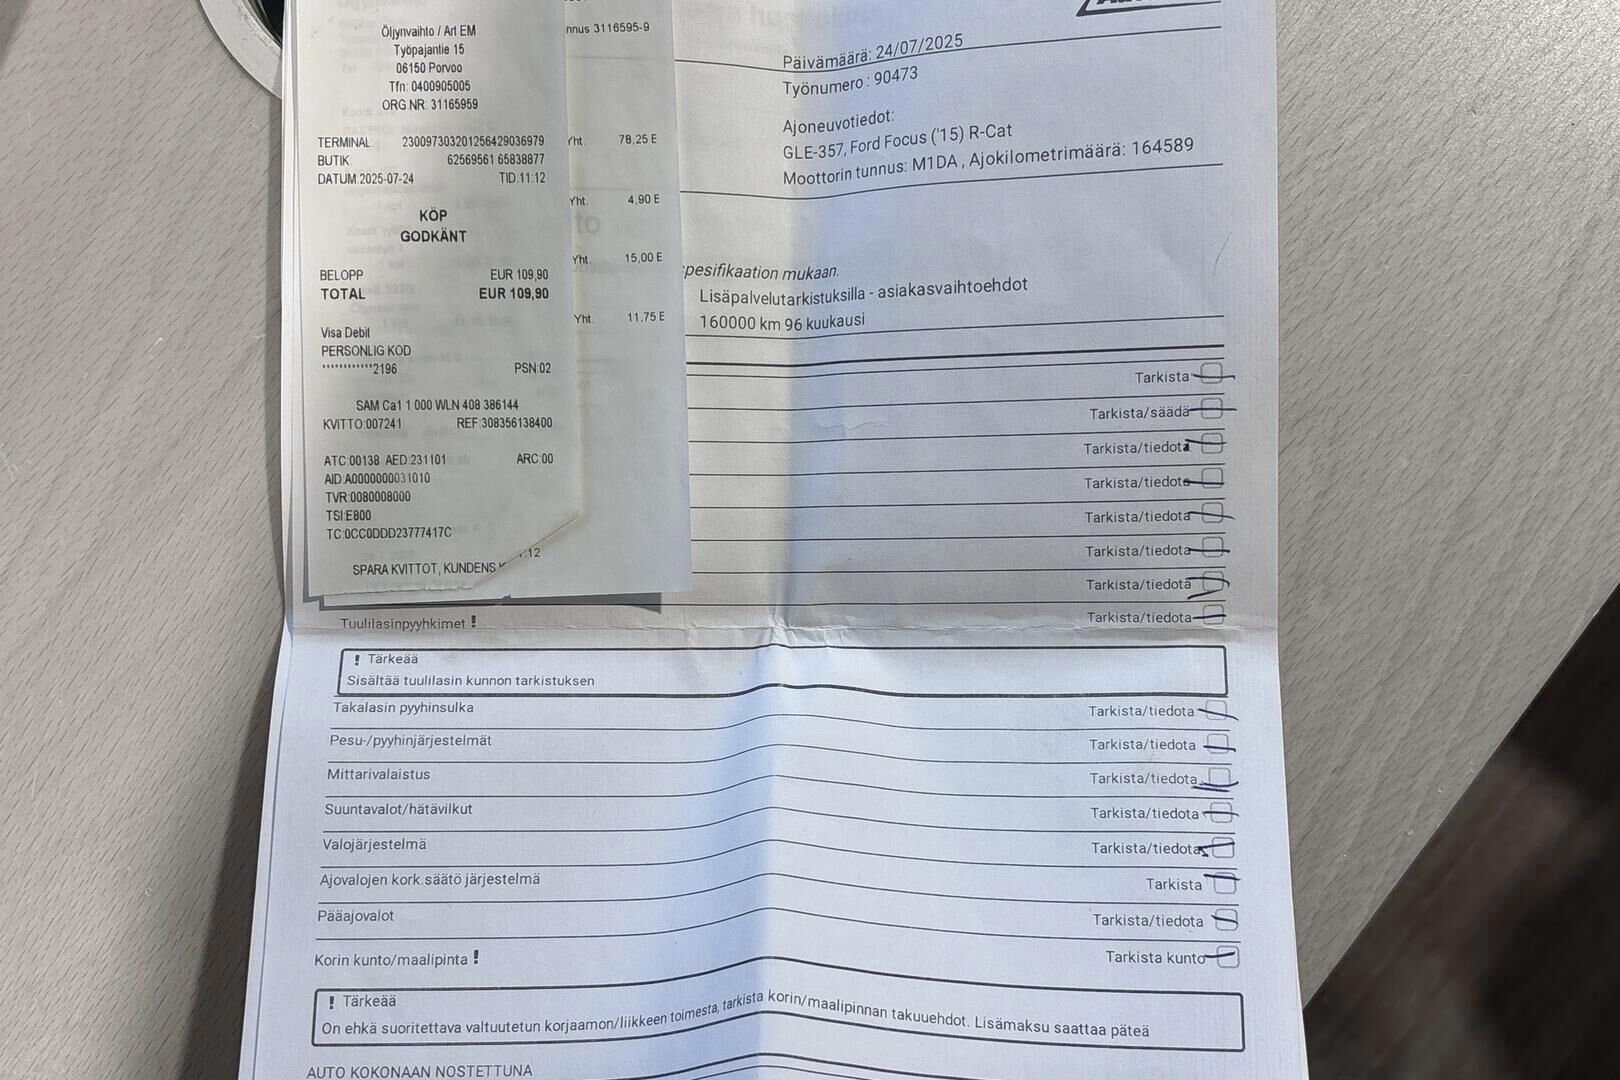 Öljynvaihto / Art EM
Työpajantie 15
06150 Porvoo
Tfn: 0400905005
ORG.NR: 31165959
TERMINAL: 230097303201256429036979
BUTIK: 62569561 65838877
DATUM:2025-07-24 TID:11:12
KÖP
GODKÄNT
BELOPP EUR 109,90
TOTAL EUR 109,90
Visa Debit
PERSONLIG KOD
************2196 PSN:02
SAM Ca1 1 000 WLN 408 386144
KVITTO:007241 REF:308356138400
ATC:00138 AED:231101 ARC:00
AID:A0000000031010
TVR:0080008000
TSI:E800
TC:0CC0DDD23777417C
SPARA KVITTOT, KUNDENS
nnus 3116595-9
Yht. 78,25 E
Yht. 4,90 E
Yht. 15,00 E
Yht. 11,75 E
:12
Päivämäärä: 24/07/2025
Työnumero : 90473
Ajoneuvotiedot:
GLE-357, Ford Focus ('15) R-Cat
Moottorin tunnus: M1DA , Ajokilometrimäärä: 164589
spesifikaation mukaan.
Lisäpalvelutarkistuksilla - asiakasvaihtoehdot
160000 km 96 kuukausi
Tarkista
Tarkista/säädä
Tarkista/tiedota
Tarkista/tiedota
Tarkista/tiedota
Tarkista/tiedota
Tarkista/tiedota
Tuulilasinpyyhkimet ! Tarkista/tiedota
! Tärkeää
Sisältää tuulilasin kunnon tarkistuksen
Takalasin pyyhinsulka Tarkista/tiedota
Pesu-/pyyhinjärjestelmät Tarkista/tiedota
Mittarivalaistus Tarkista/tiedota
Suuntavalot/hätävilkut Tarkista/tiedota
Valojärjestelmä Tarkista/tiedota
Ajovalojen kork.säätö järjestelmä Tarkista
Pääajovalot Tarkista/tiedota
Korin kunto/maalipinta ! Tarkista kunto
! Tärkeää
On ehkä suoritettava valtuutetun korjaamon/liikkeen toimesta, tarkista korin/maalipinnan takuuehdot. Lisämaksu saattaa päteä
AUTO KOKONAAN NOSTETTUNA